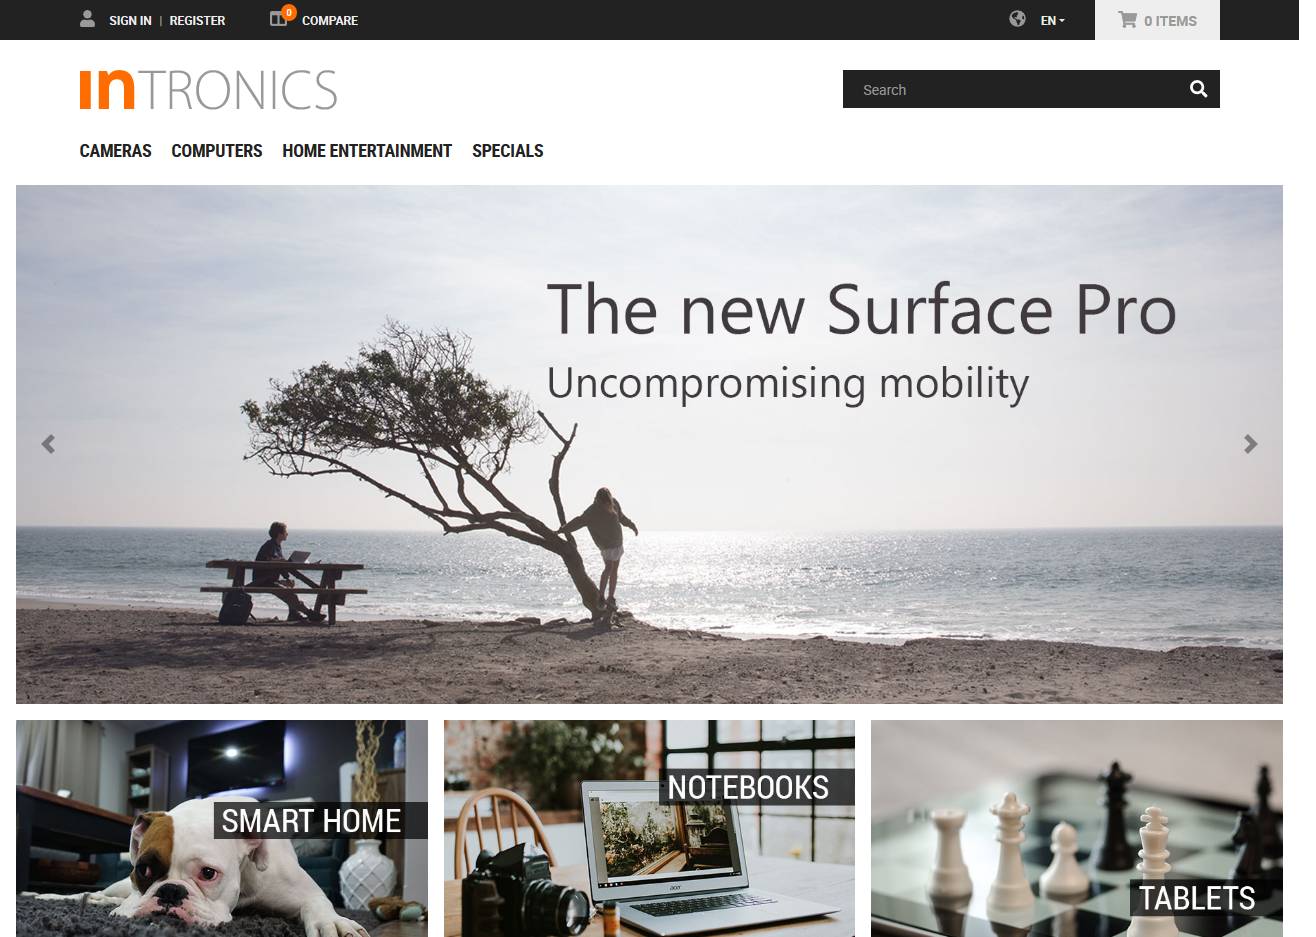 SIGN IN | REGISTER 0 COMPARE EN 0 ITEMS
inTRONICS
Search
CAMERAS COMPUTERS HOME ENTERTAINMENT SPECIALS
The new Surface Pro
Uncompromising mobility
SMART HOME
NOTEBOOKS
acer
TABLETS